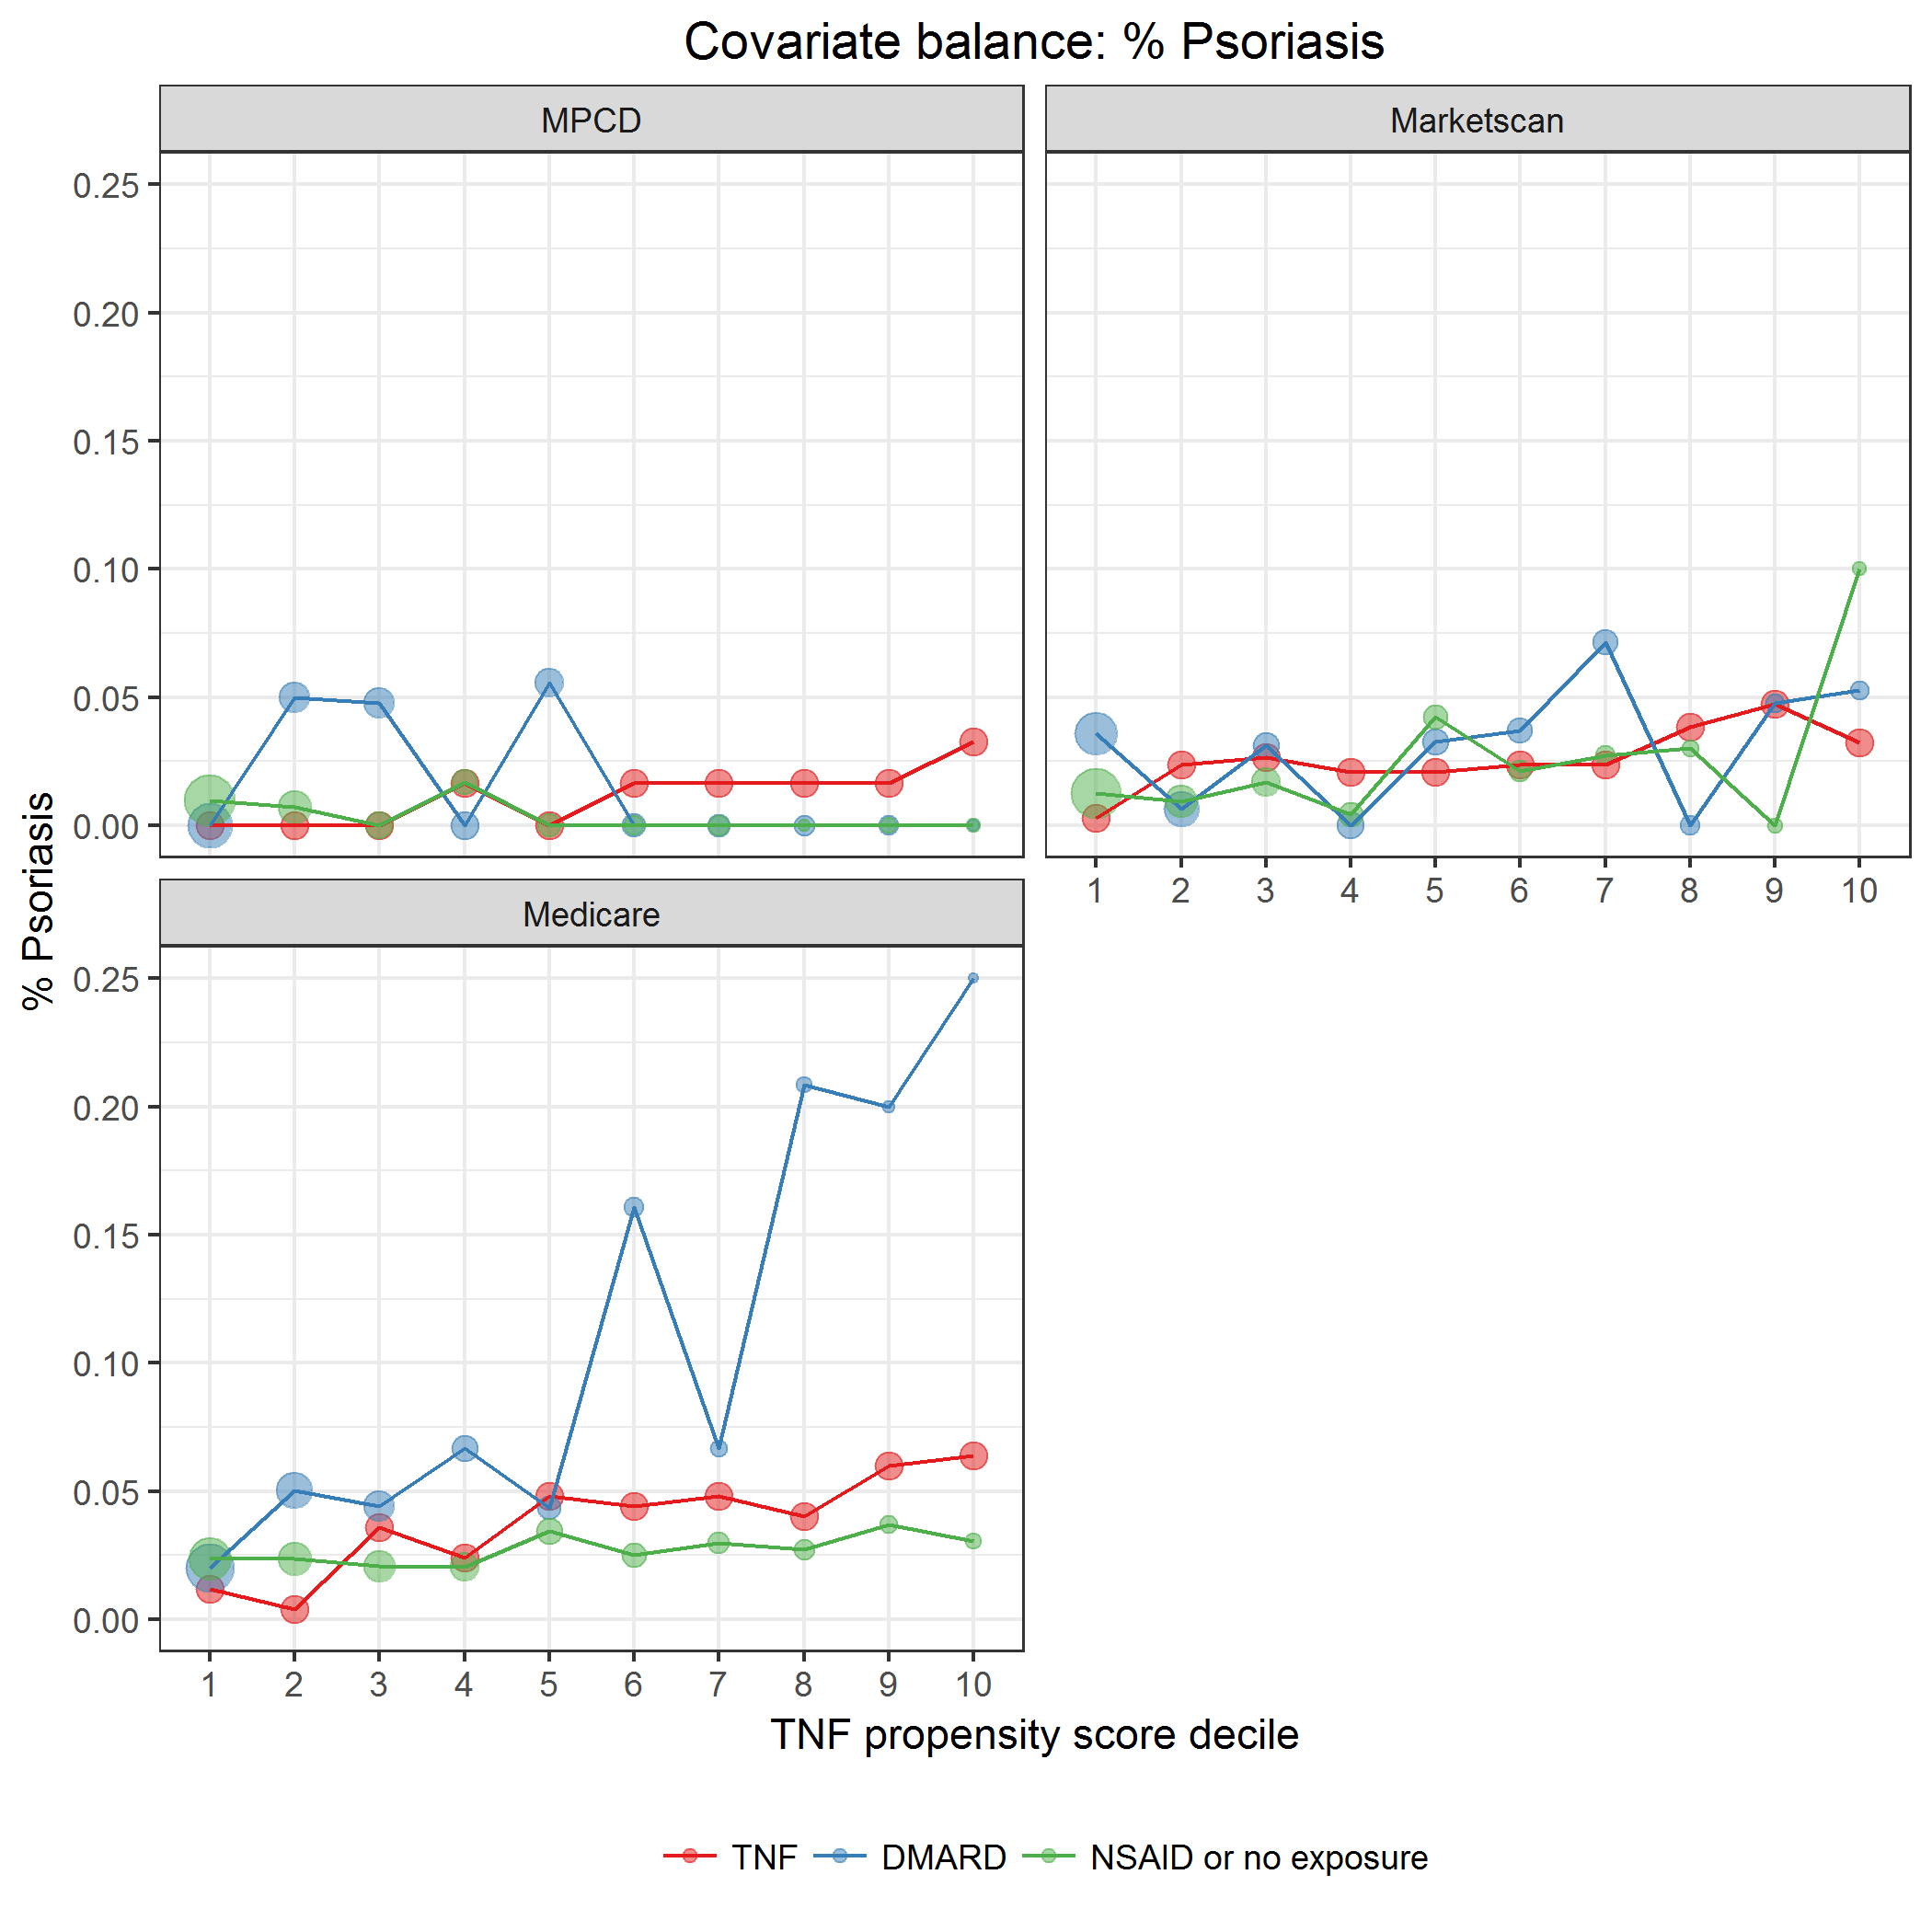 Covariate balance: % Psoriasis
MPCD
Marketscan
0.25
0.20
0.15
0.10
0.05
0.00
1 2 3 4 5 6 7 8 9 10
Medicare
% Psoriasis
0.25
0.20
0.15
0.10
0.05
0.00
1 2 3 4 5 6 7 8 9 10
TNF propensity score decile
TNF DMARD NSAID or no exposure